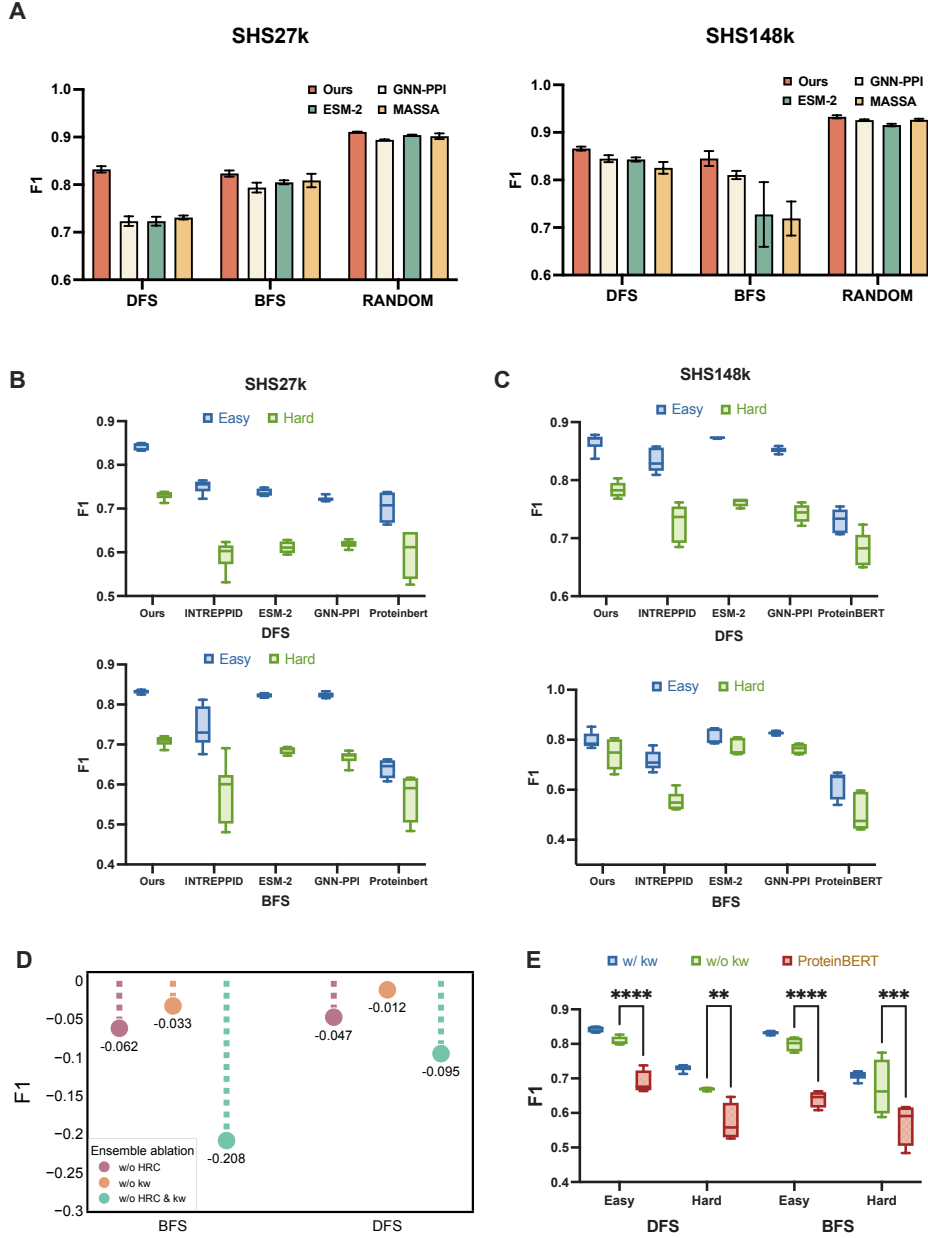 A
SHS27k
SHS148k
Ours
GNN-PPI
ESM-2
MASSA
F1
1.0
0.9
0.8
0.7
0.6
DFS
BFS
RANDOM
Ours
GNN-PPI
ESM-2
MASSA
F1
1.0
0.9
0.8
0.7
0.6
DFS
BFS
RANDOM
B
SHS27k
Easy
Hard
F1
0.9
0.8
0.7
0.6
0.5
Ours
INTREPPID
ESM-2
GNN-PPI
Proteinbert
DFS
Easy
Hard
F1
0.9
0.8
0.7
0.6
0.5
0.4
Ours
INTREPPID
ESM-2
GNN-PPI
Proteinbert
BFS
C
SHS148k
Easy
Hard
F1
0.9
0.8
0.7
0.6
Ours
INTREPPID
ESM-2
GNN-PPI
ProteinBERT
DFS
Easy
Hard
F1
1.0
0.8
0.6
0.4
Ours
INTREPPID
ESM-2
GNN-PPI
ProteinBERT
BFS
D
F1
0
−0.05
−0.1
−0.15
−0.2
−0.25
−0.3
-0.062
-0.033
-0.208
-0.047
-0.012
-0.095
Ensemble ablation
w/o HRC
w/o kw
w/o HRC & kw
BFS
DFS
E
w/ kw
w/o kw
ProteinBERT
****
**
****
***
F1
0.9
0.8
0.7
0.6
0.5
0.4
Easy
Hard
Easy
Hard
DFS
BFS